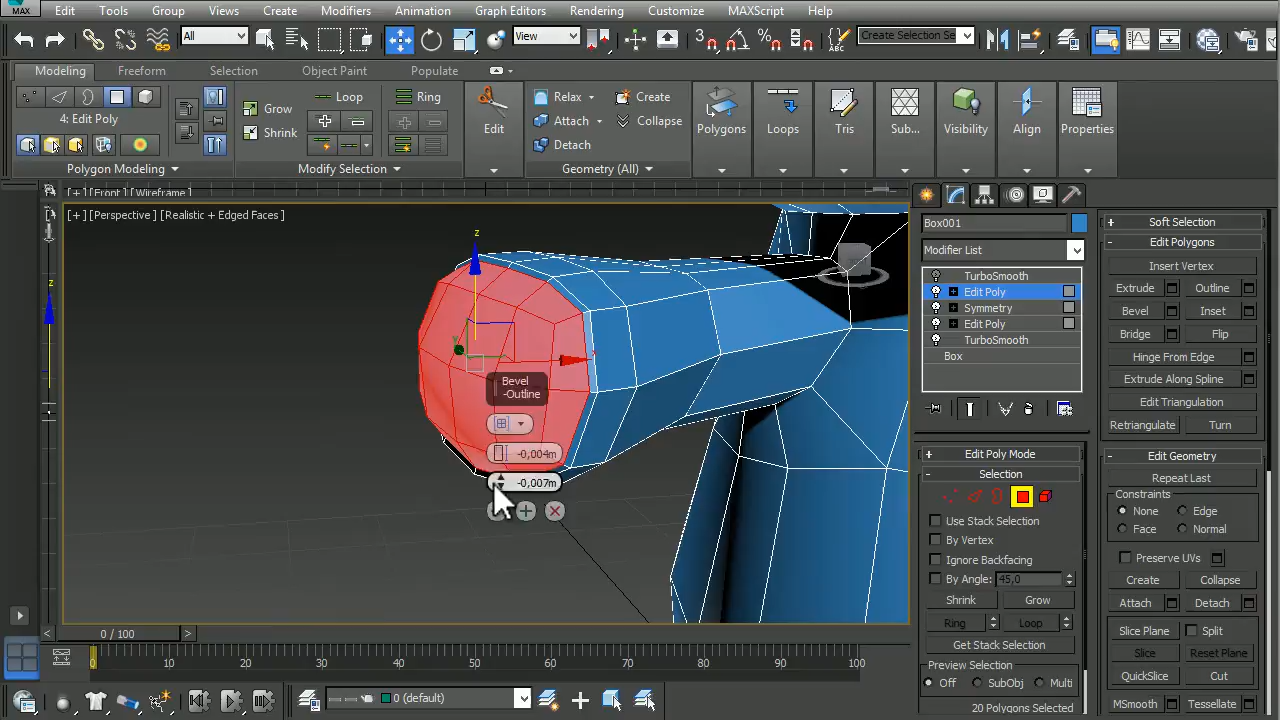 MAX
Edit Tools Group Views Create Modifiers Animation Graph Editors Rendering Customize MAXScript Help
All View ABC Create Selection Se
Modeling Freeform Selection Object Paint Populate
4: Edit Poly
Grow
Shrink
Loop
Ring
Edit
Relax
Create
Attach
Collapse
Detach
Polygons
Loops
Tris
Sub...
Visibility
Align
Properties
Polygon Modeling Modify Selection Geometry (All)
[+] [Front] [Wireframe]
[+] [Perspective] [Realistic + Edged Faces]
z
z
y
Bevel
-Outline
-0,004m
-0,007m
Box001
Modifier List
TurboSmooth
Edit Poly
Symmetry
Edit Poly
TurboSmooth
Box
Edit Poly Mode
Selection
Use Stack Selection
By Vertex
Ignore Backfacing
By Angle: 45,0
Shrink Grow
Ring Loop
Get Stack Selection
Preview Selection
Off SubObj Multi
20 Polygons Selected
Soft Selection
Edit Polygons
Insert Vertex
Extrude Outline
Bevel Inset
Bridge Flip
Hinge From Edge
Extrude Along Spline
Edit Triangulation
Retriangulate Turn
Edit Geometry
Repeat Last
Constraints
None Edge
Face Normal
Preserve UVs
Create Collapse
Attach Detach
Slice Plane Split
Slice Reset Plane
QuickSlice Cut
MSmooth Tessellate
0 / 100
0 10 20 30 40 50 60 70 80 90 100
0 (default)